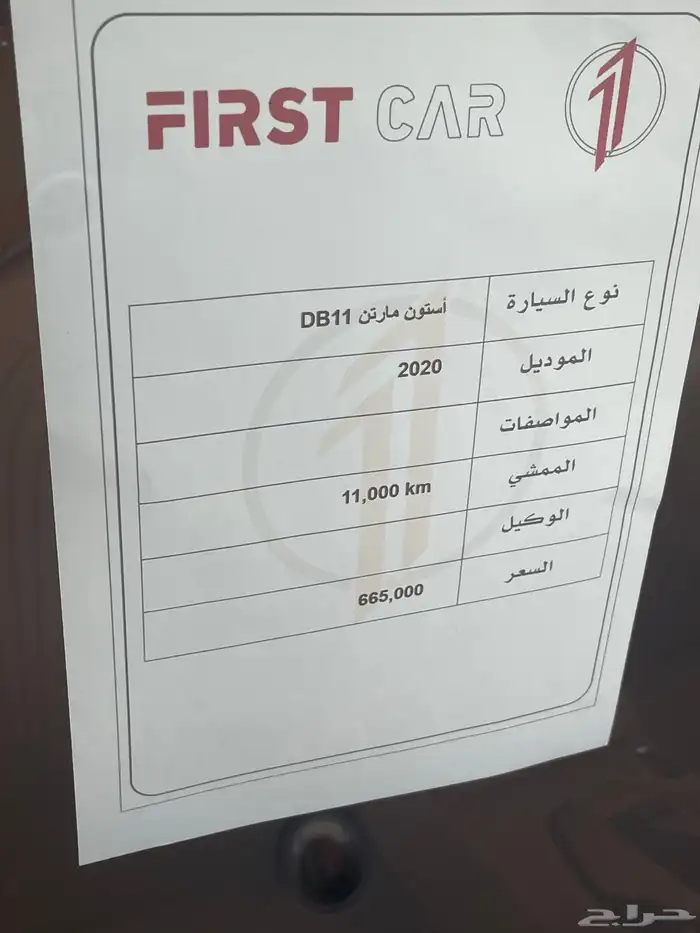 FIRST CAR
نوع السيارة أستون مارتن DB11
الموديل 2020
المواصفات
الممشي 11,000 km
الوكيل
السعر 665,000
حراج